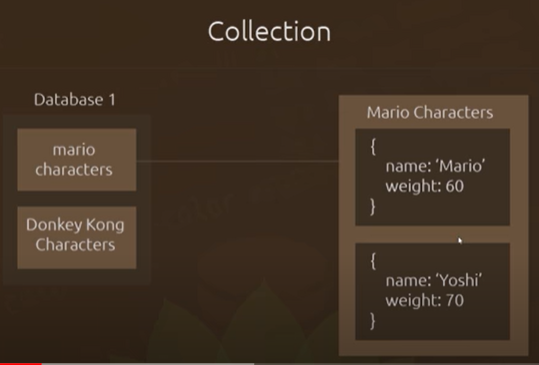 Collection
Database 1
mario
characters
Donkey Kong
Characters
Mario Characters
{
name: ‘Mario’
weight: 60
}
{
name: ‘Yoshi’
weight: 70
}